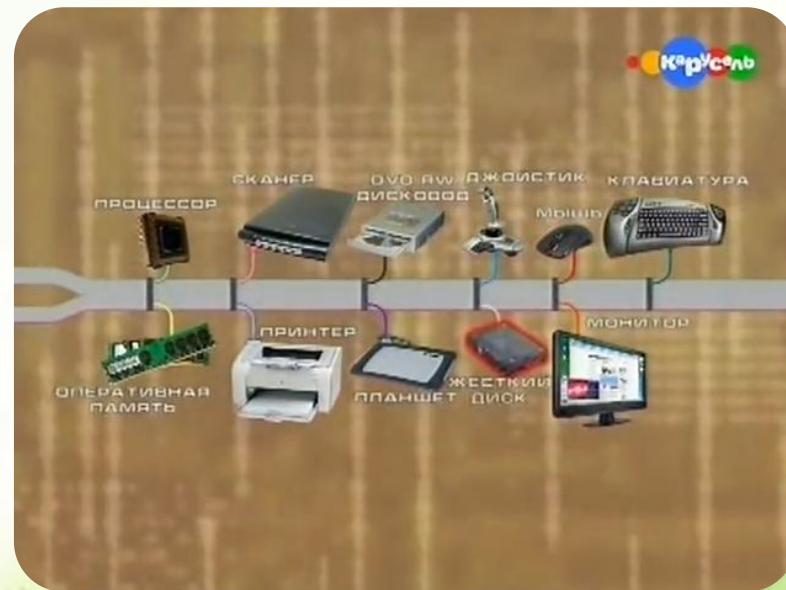 Карусель
СКАНЕР
DVD RW
ДИСКОВОД
ДЖОЙСТИК
КЛАВИАТУРА
ПРОЦЕССОР
МЫШЬ
ПРИНТЕР
МОНИТОР
ОПЕРАТИВНАЯ
ПАМЯТЬ
ПЛАНШЕТ
ЖЕСТКИЙ
ДИСК